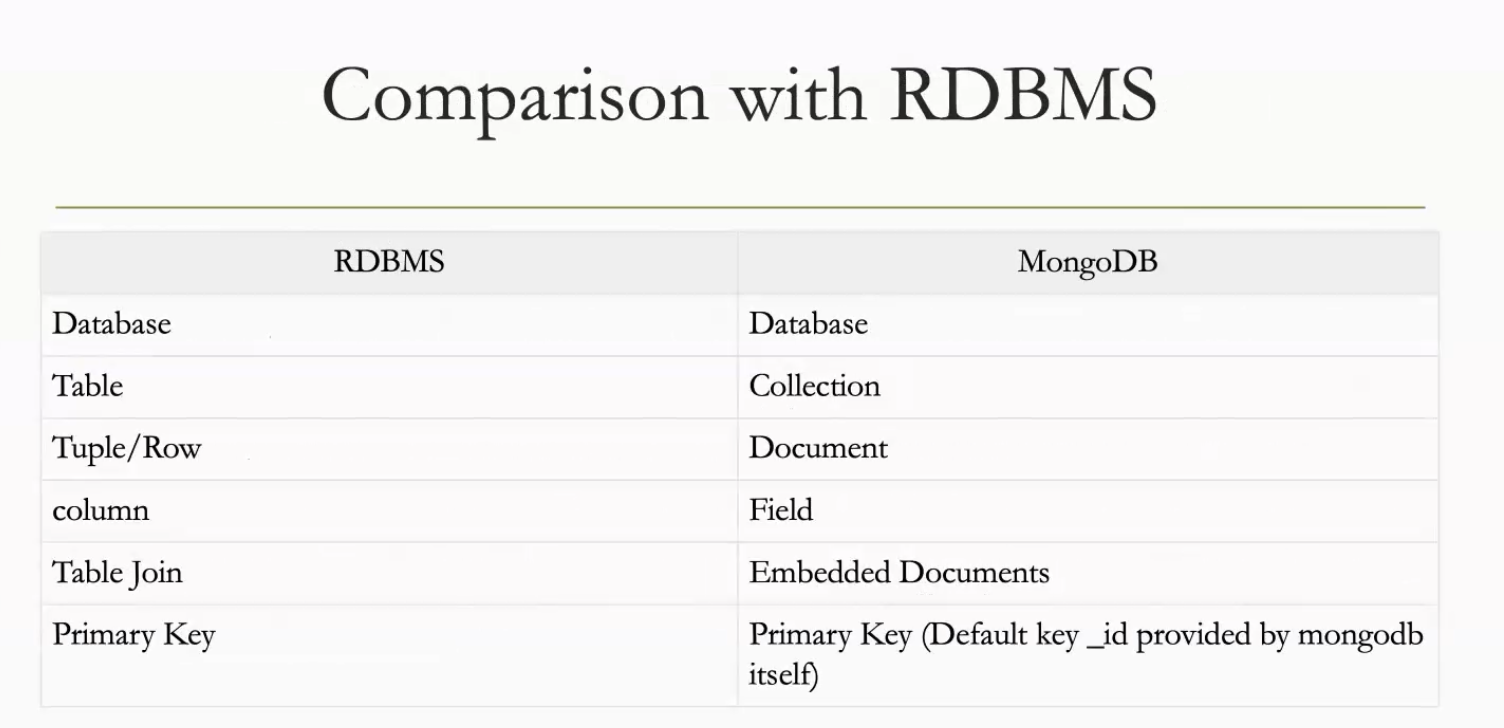 Comparison with RDBMS
RDBMS
MongoDB
Database
Database
Table
Collection
Tuple/Row
Document
column
Field
Table Join
Embedded Documents
Primary Key
Primary Key (Default key _id provided by mongodb
itself)